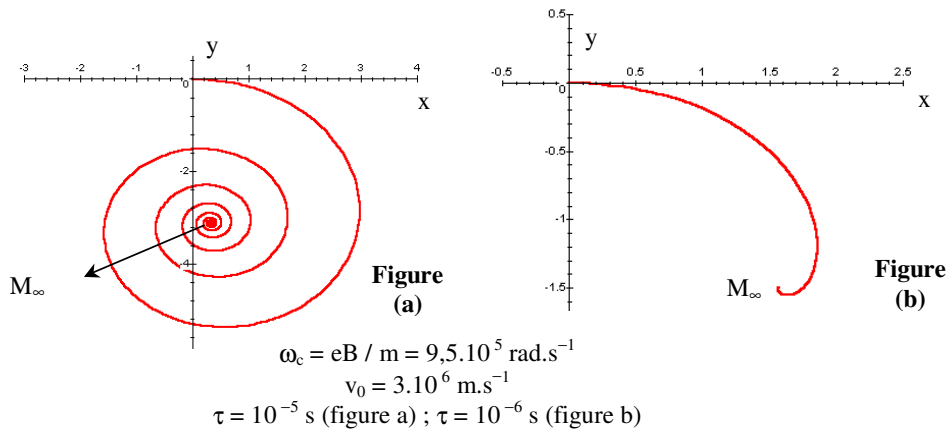 y
-3 -2 -1 0 1 2 3 4
x
-2
-4
M∞
Figure
(a)
0.5
y
-0.5 0 0.5 1 1.5 2 2.5
x
-0.5
-1
-1.5
M∞
Figure
(b)
ω_c = eB / m = 9,5.10⁵ rad.s⁻¹
v₀ = 3.10⁶ m.s⁻¹
τ = 10⁻⁵ s (figure a) ; τ = 10⁻⁶ s (figure b)